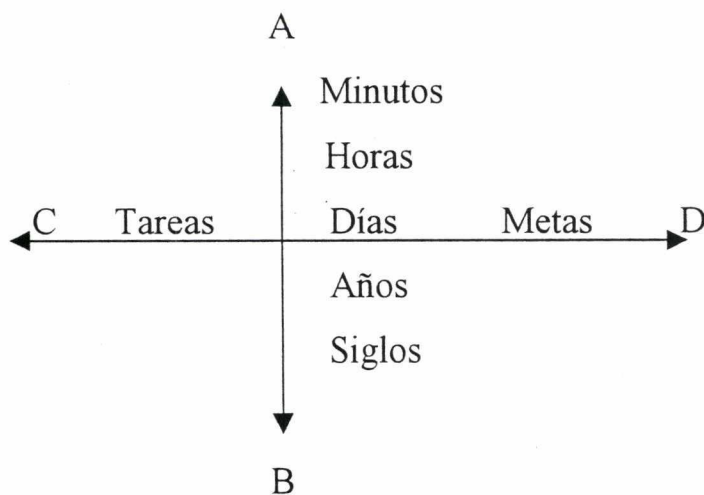 A
Minutos
Horas
C Tareas Días Metas D
Años
Siglos
B